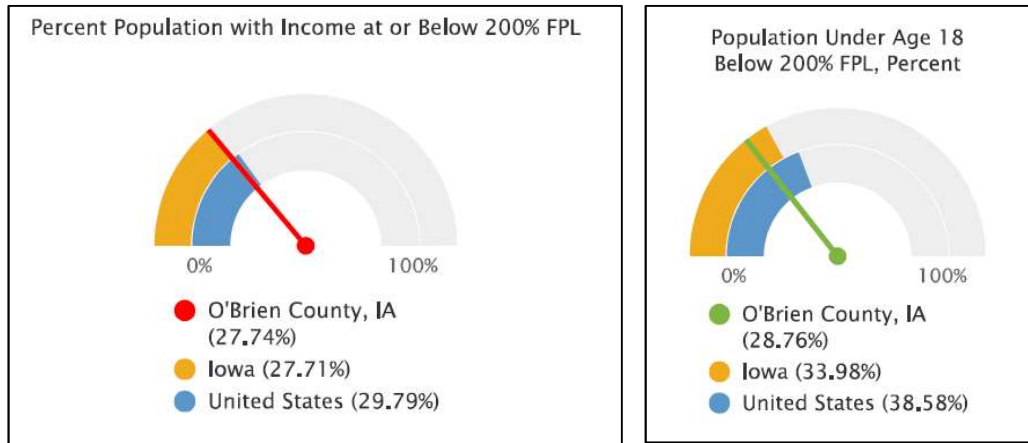 Percent Population with Income at or Below 200% FPL
0%
100%
O'Brien County, IA
(27.74%)
Iowa (27.71%)
United States (29.79%)
Population Under Age 18
Below 200% FPL, Percent
0%
100%
O'Brien County, IA
(28.76%)
Iowa (33.98%)
United States (38.58%)